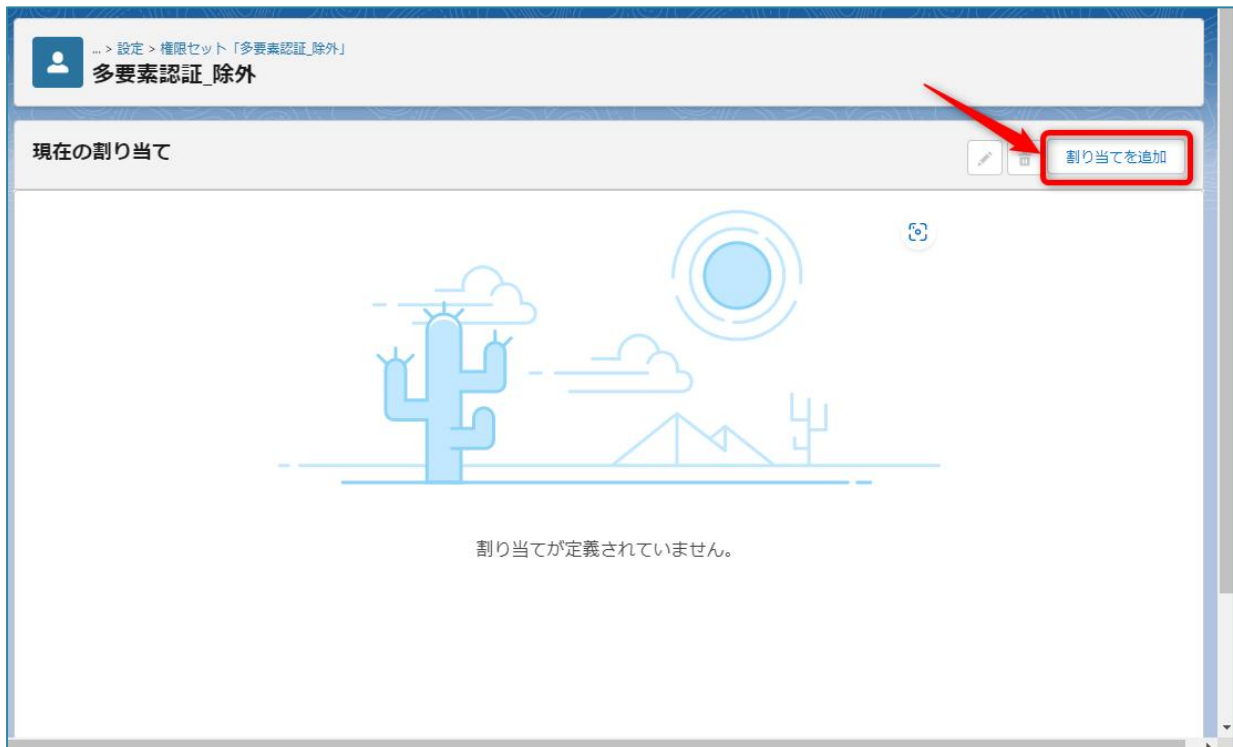 ... > 設定 > 権限セット「多要素認証_除外」
多要素認証_除外
現在の割り当て
割り当てを追加
割り当てが定義されていません。